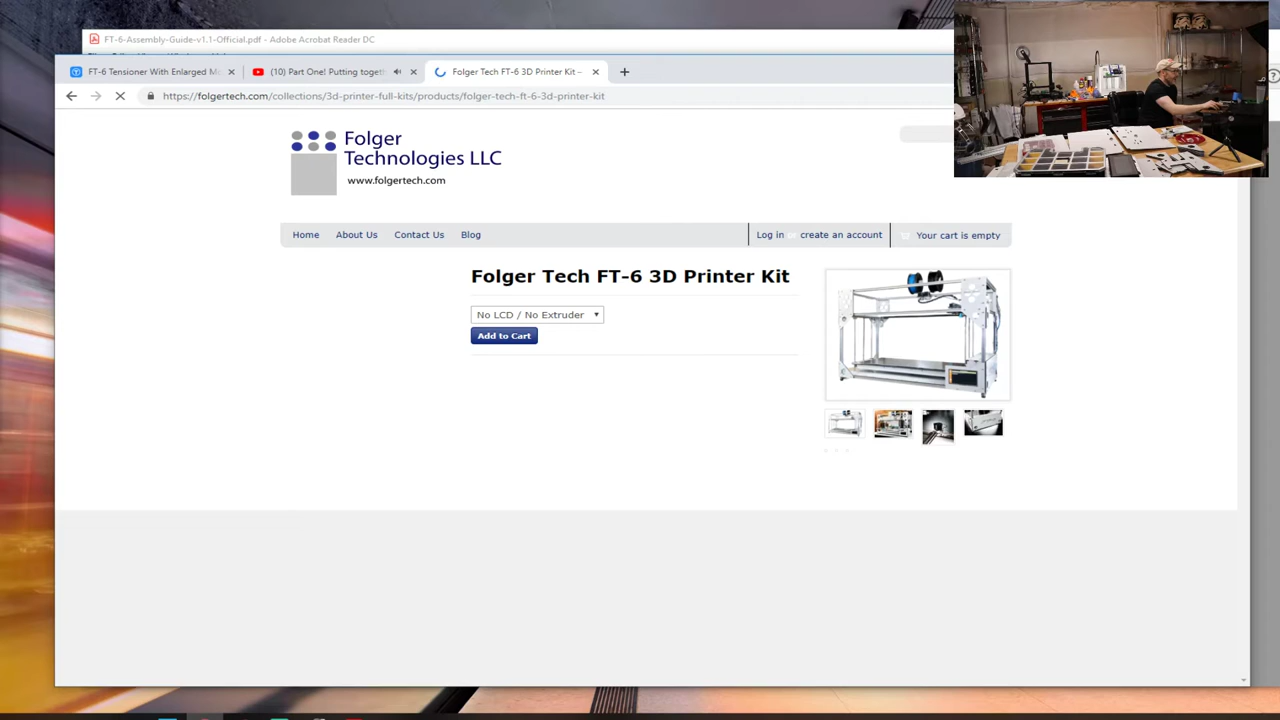 FT-6-Assembly-Guide-v1.1-Official.pdf - Adobe Acrobat Reader DC
FT-6 Tensioner With Enlarged Mo
(10) Part One! Putting togeth
Folger Tech FT-6 3D Printer Kit –
https://folgertech.com/collections/3d-printer-full-kits/products/folger-tech-ft-6-3d-printer-kit
Folger
Technologies LLC
www.folgertech.com
Home About Us Contact Us Blog
Log in or create an account
Your cart is empty
Folger Tech FT-6 3D Printer Kit
No LCD / No Extruder
Add to Cart